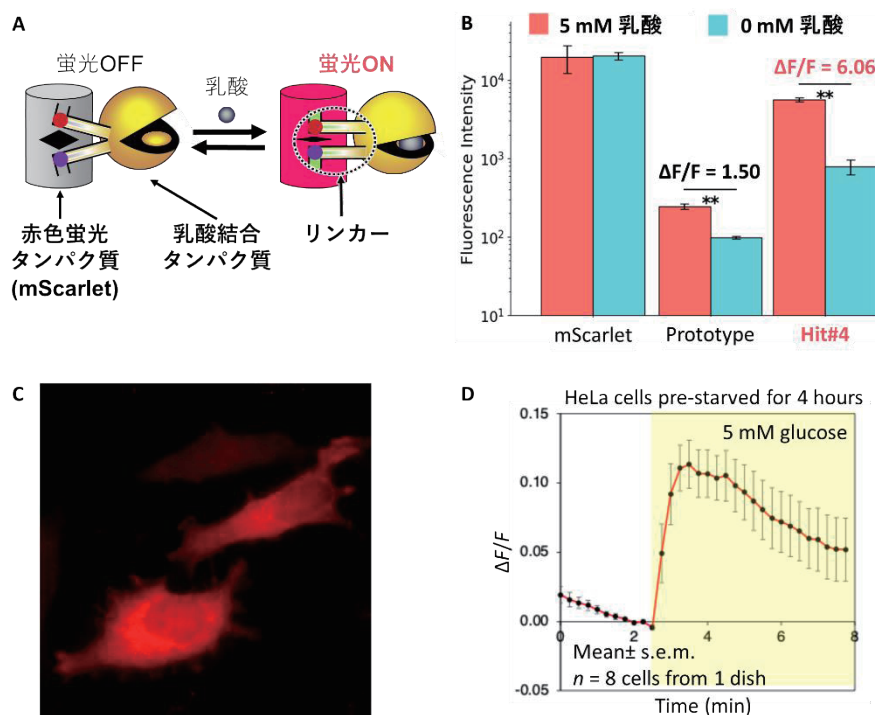 A
蛍光OFF
乳酸
蛍光ON
赤色蛍光
タンパク質
(mScarlet)
乳酸結合
タンパク質
リンカー
B
5 mM 乳酸
0 mM 乳酸
Fluorescence Intensity
10⁴
10³
10²
10¹
ΔF/F = 1.50
**
ΔF/F = 6.06
**
mScarlet
Prototype
Hit#4
C
D
HeLa cells pre-starved for 4 hours
5 mM glucose
ΔF/F
0.15
0.10
0.05
0.00
-0.05
0
2
4
6
8
Mean± s.e.m.
n = 8 cells from 1 dish
Time (min)